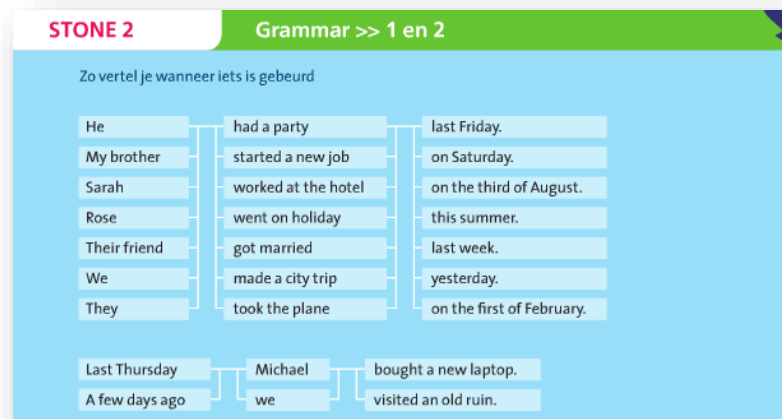 STONE 2 Grammar >> 1 en 2
Zo vertel je wanneer iets is gebeurd
He had a party last Friday.
My brother started a new job on Saturday.
Sarah worked at the hotel on the third of August.
Rose went on holiday this summer.
Their friend got married last week.
We made a city trip yesterday.
They took the plane on the first of February.
Last Thursday Michael bought a new laptop.
A few days ago we visited an old ruin.